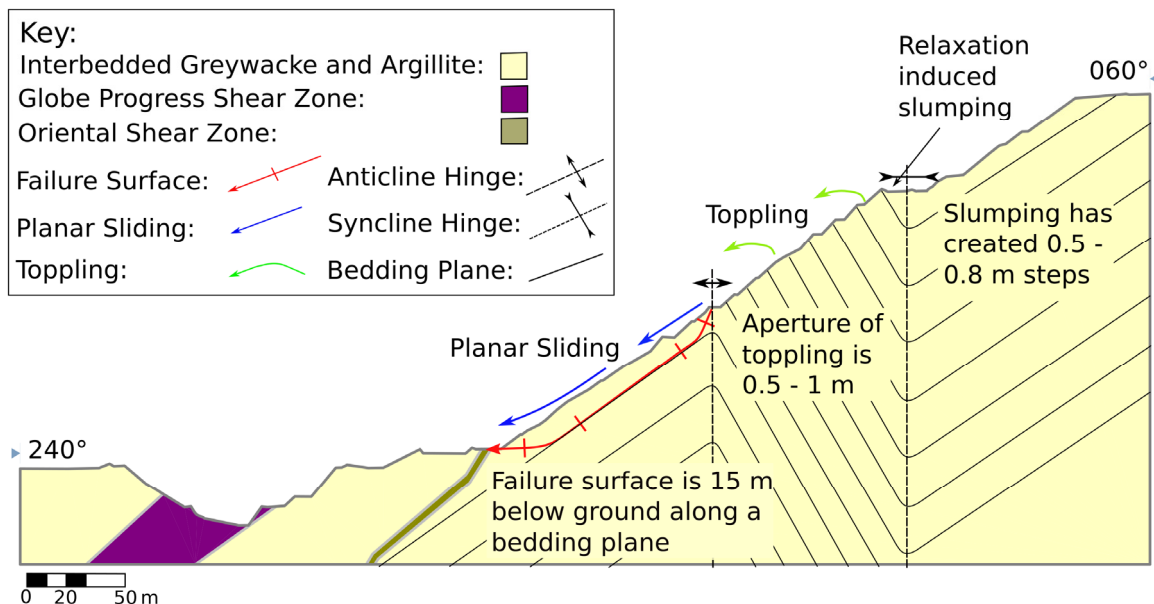 Key:
Interbedded Greywacke and Argillite:
Globe Progress Shear Zone:
Oriental Shear Zone:
Failure Surface:
Anticline Hinge:
Planar Sliding:
Syncline Hinge:
Toppling:
Bedding Plane:
Relaxation
induced
slumping
060°
Toppling
Slumping has
created 0.5 -
0.8 m steps
Planar Sliding
Aperture of
toppling is
0.5 - 1 m
240°
Failure surface is 15 m
below ground along a
bedding plane
0 20 50 m